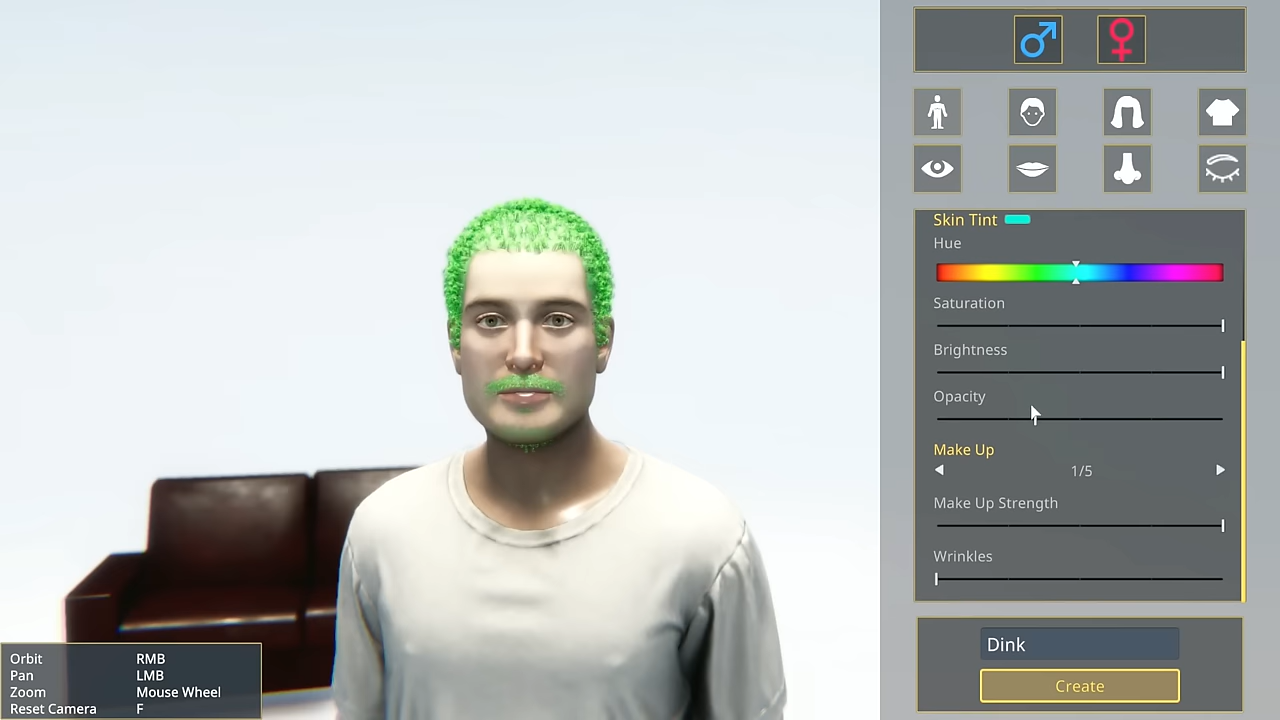 Skin Tint
Hue
Saturation
Brightness
Opacity
Make Up
1/5
Make Up Strength
Wrinkles
Dink
Create
Orbit RMB
Pan LMB
Zoom Mouse Wheel
Reset Camera F